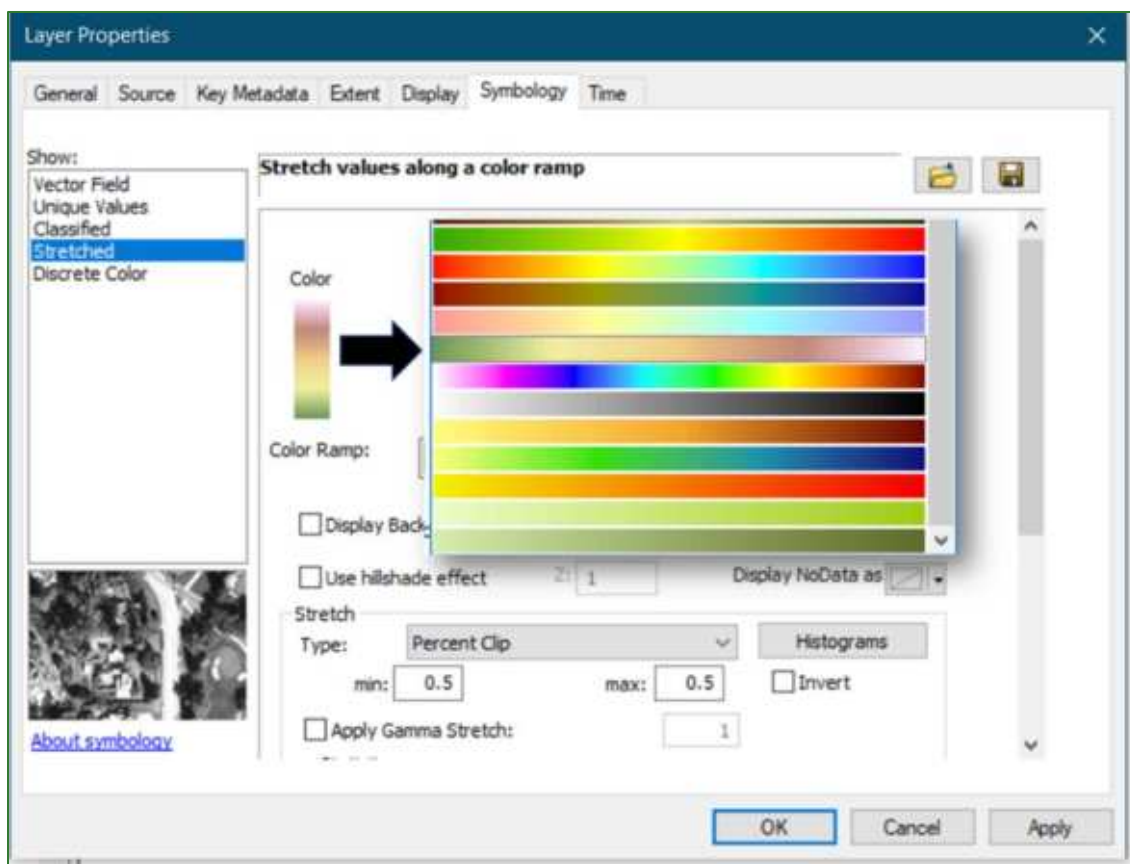 Layer Properties
General Source Key Metadata Extent Display Symbology Time
Show:
Vector Field
Unique Values
Classified
Stretched
Discrete Color
Stretch values along a color ramp
Color
Color Ramp:
Display Back
Use hillshade effect Z: 1 Display NoData as
Stretch
Type: Percent Clip Histograms
min: 0.5 max: 0.5 Invert
Apply Gamma Stretch: 1
About symbology
OK Cancel Apply